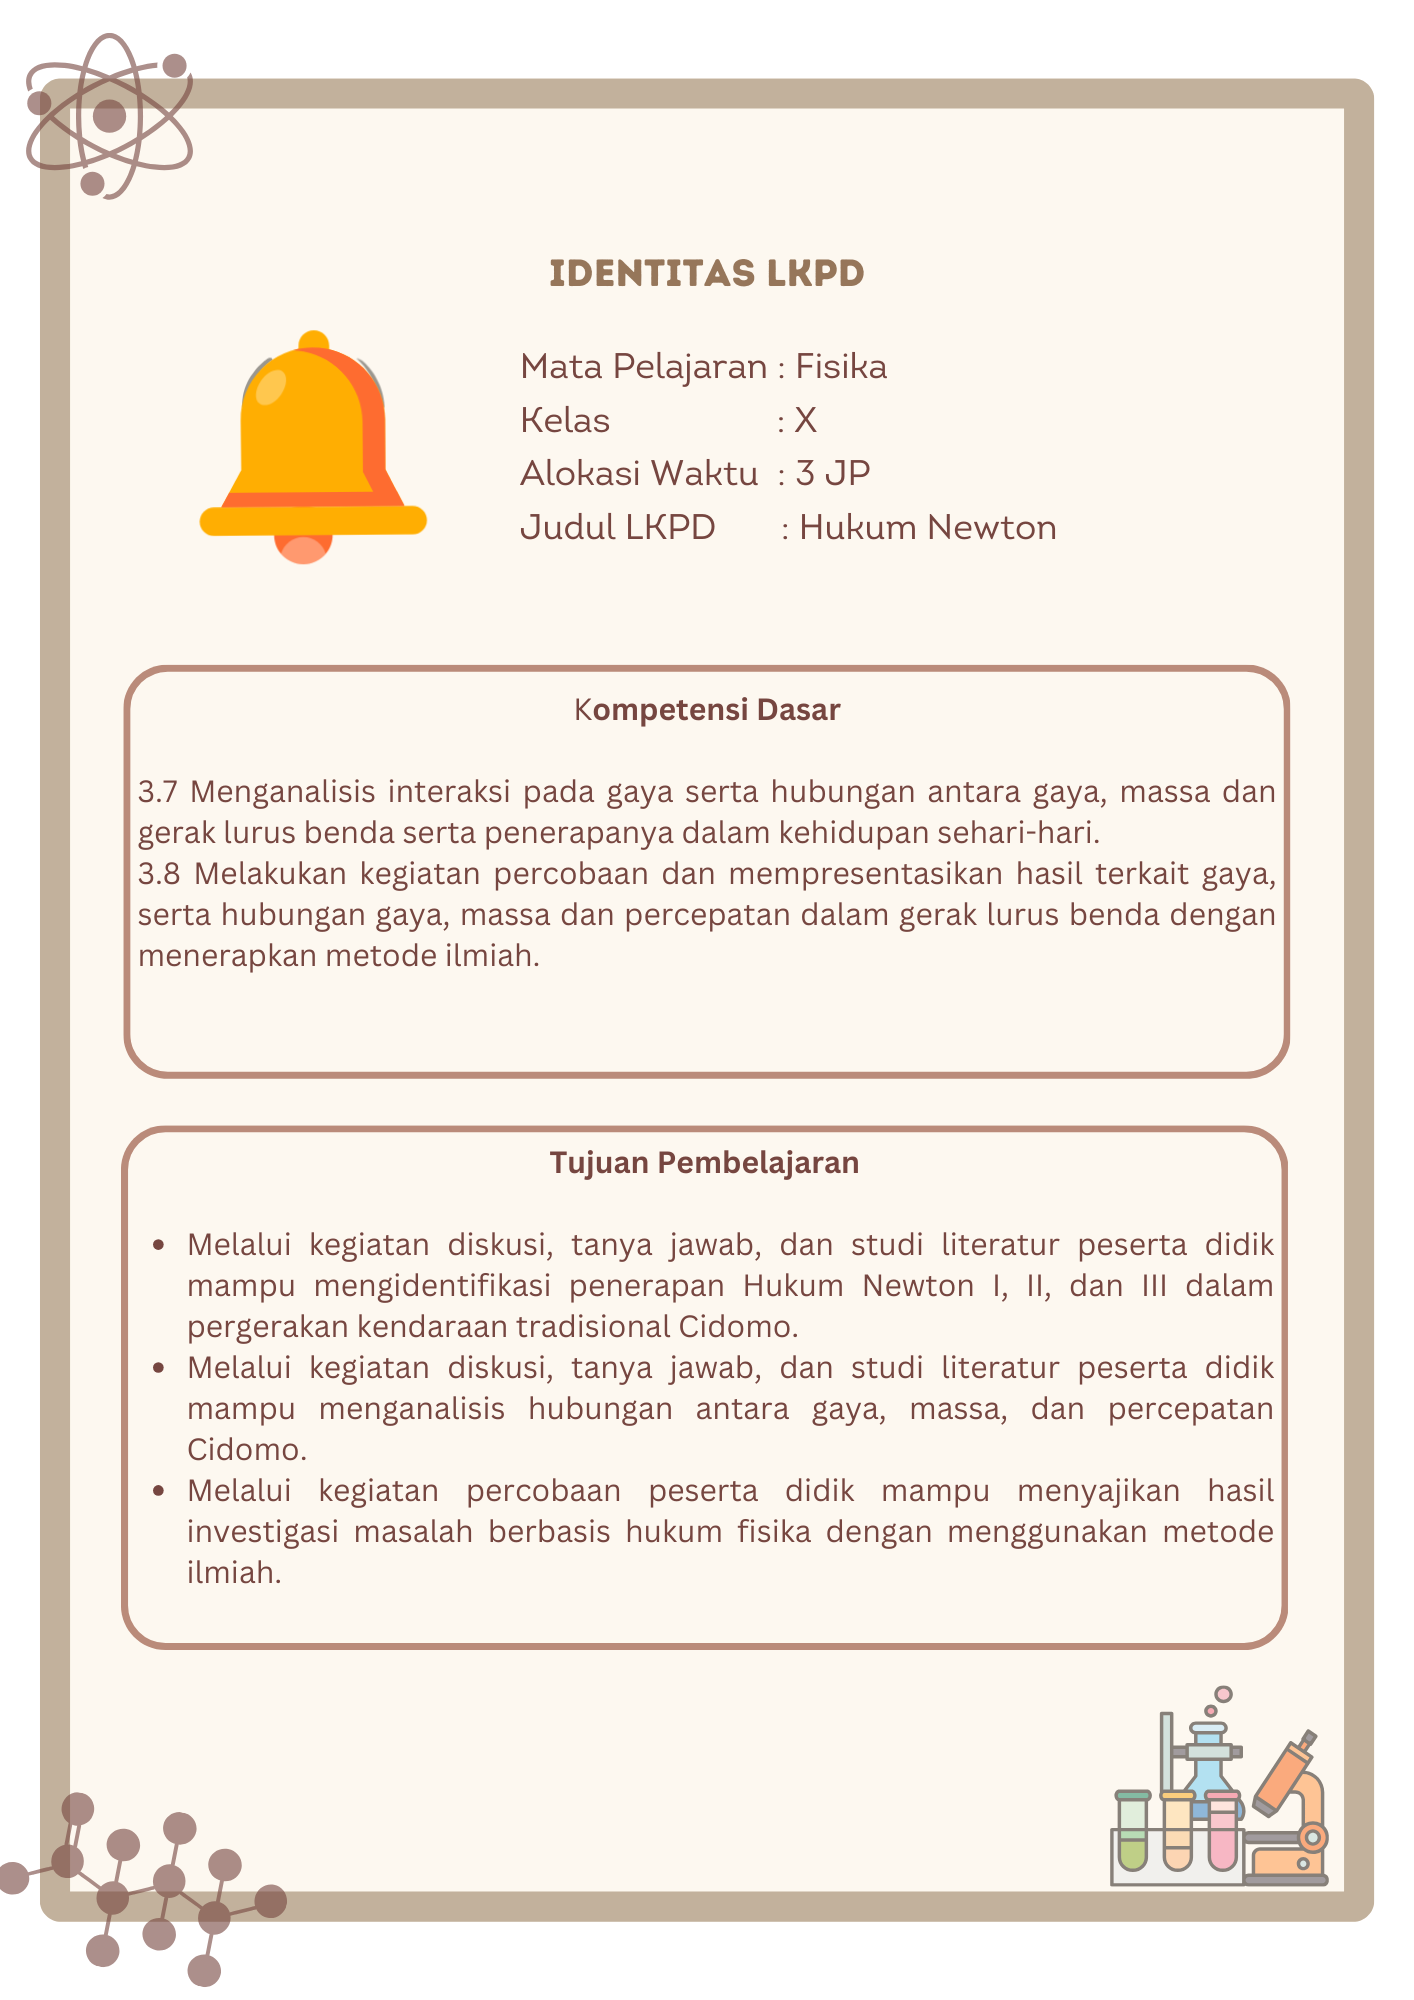 IDENTITAS LKPD
Mata Pelajaran : Fisika
Kelas : X
Alokasi Waktu : 3 JP
Judul LKPD : Hukum Newton
Kompetensi Dasar
3.7 Menganalisis interaksi pada gaya serta hubungan antara gaya, massa dan
gerak lurus benda serta penerapanya dalam kehidupan sehari-hari.
3.8 Melakukan kegiatan percobaan dan mempresentasikan hasil terkait gaya,
serta hubungan gaya, massa dan percepatan dalam gerak lurus benda dengan
menerapkan metode ilmiah.
Tujuan Pembelajaran
• Melalui kegiatan diskusi, tanya jawab, dan studi literatur peserta didik
mampu mengidentifikasi penerapan Hukum Newton I, II, dan III dalam
pergerakan kendaraan tradisional Cidomo.
• Melalui kegiatan diskusi, tanya jawab, dan studi literatur peserta didik
mampu menganalisis hubungan antara gaya, massa, dan percepatan
Cidomo.
• Melalui kegiatan percobaan peserta didik mampu menyajikan hasil
investigasi masalah berbasis hukum fisika dengan menggunakan metode
ilmiah.